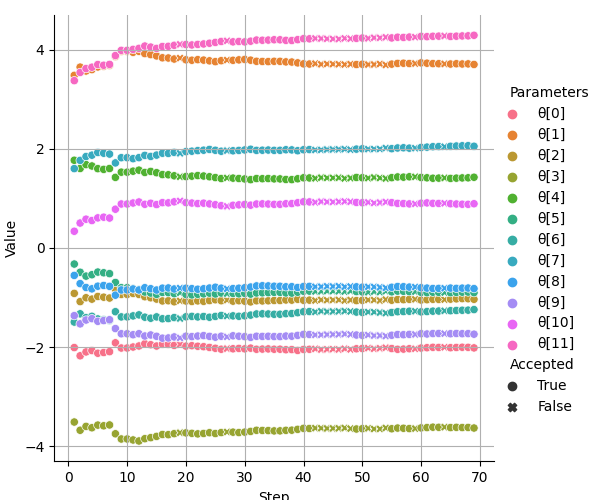 4
2
0
−2
−4
Value
0
10
20
30
40
50
60
70
Step
Parameters
θ[0]
θ[1]
θ[2]
θ[3]
θ[4]
θ[5]
θ[6]
θ[7]
θ[8]
θ[9]
θ[10]
θ[11]
Accepted
True
False